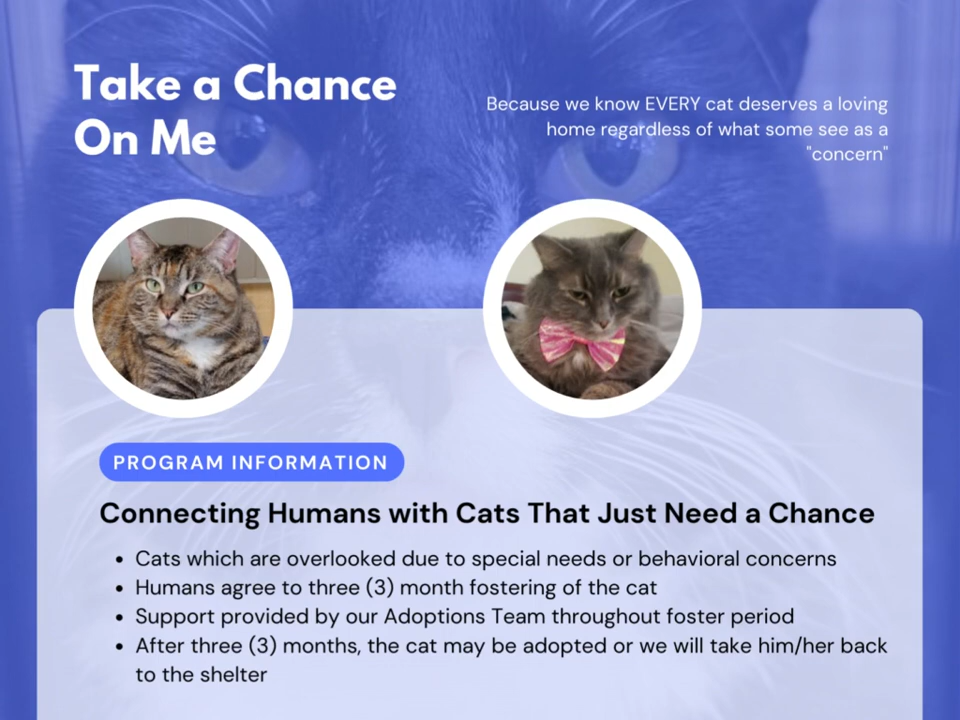 Take a Chance
On Me
Because we know EVERY cat deserves a loving
home regardless of what some see as a
"concern"
PROGRAM INFORMATION
Connecting Humans with Cats That Just Need a Chance
• Cats which are overlooked due to special needs or behavioral concerns
• Humans agree to three (3) month fostering of the cat
• Support provided by our Adoptions Team throughout foster period
• After three (3) months, the cat may be adopted or we will take him/her back
to the shelter